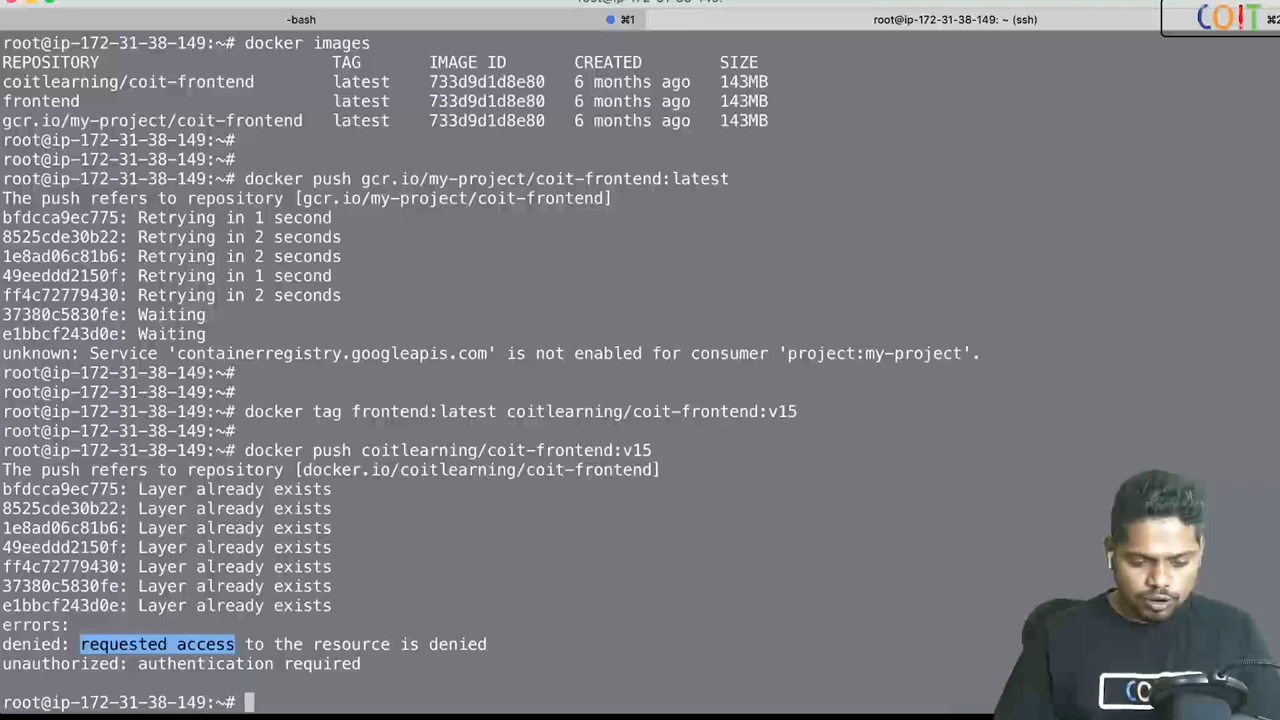 -bash
⌘1
root@ip-172-31-38-149: ~ (ssh)
COIT
⌘2
root@ip-172-31-38-149:~# docker images
REPOSITORY TAG IMAGE ID CREATED SIZE
coitlearning/coit-frontend latest 733d9d1d8e80 6 months ago 143MB
frontend latest 733d9d1d8e80 6 months ago 143MB
gcr.io/my-project/coit-frontend latest 733d9d1d8e80 6 months ago 143MB
root@ip-172-31-38-149:~#
root@ip-172-31-38-149:~#
root@ip-172-31-38-149:~# docker push gcr.io/my-project/coit-frontend:latest
The push refers to repository [gcr.io/my-project/coit-frontend]
bfdcca9ec775: Retrying in 1 second
8525cde30b22: Retrying in 2 seconds
1e8ad06c81b6: Retrying in 2 seconds
49eeddd2150f: Retrying in 1 second
ff4c72779430: Retrying in 2 seconds
37380c5830fe: Waiting
e1bbcf243d0e: Waiting
unknown: Service 'containerregistry.googleapis.com' is not enabled for consumer 'project:my-project'.
root@ip-172-31-38-149:~#
root@ip-172-31-38-149:~#
root@ip-172-31-38-149:~# docker tag frontend:latest coitlearning/coit-frontend:v15
root@ip-172-31-38-149:~#
root@ip-172-31-38-149:~# docker push coitlearning/coit-frontend:v15
The push refers to repository [docker.io/coitlearning/coit-frontend]
bfdcca9ec775: Layer already exists
8525cde30b22: Layer already exists
1e8ad06c81b6: Layer already exists
49eeddd2150f: Layer already exists
ff4c72779430: Layer already exists
37380c5830fe: Layer already exists
e1bbcf243d0e: Layer already exists
errors:
denied: requested access to the resource is denied
unauthorized: authentication required
root@ip-172-31-38-149:~#
CO